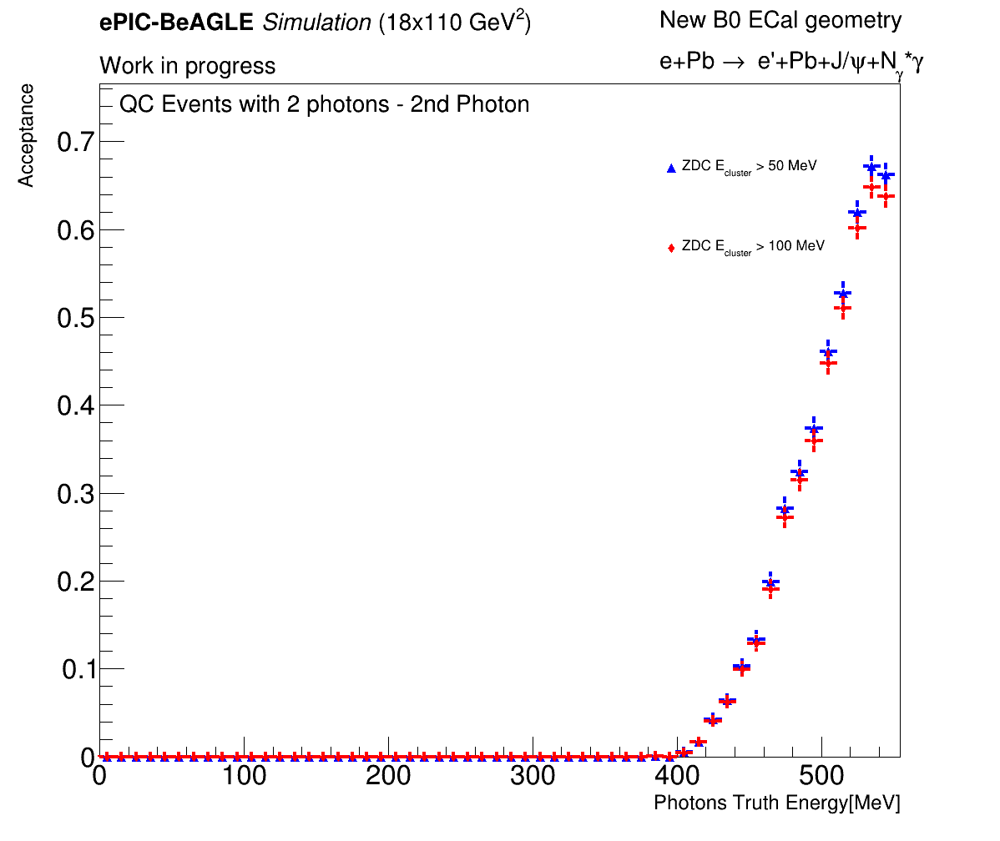 ePIC-BeAGLE Simulation (18x110 GeV²)
New B0 ECal geometry
Work in progress
e+Pb → e'+Pb+J/ψ+Nγ*γ
QC Events with 2 photons - 2nd Photon
Acceptance
ZDC Ecluster > 50 MeV
ZDC Ecluster > 100 MeV
0.7
0.6
0.5
0.4
0.3
0.2
0.1
0
0 100 200 300 400 500
Photons Truth Energy[MeV]